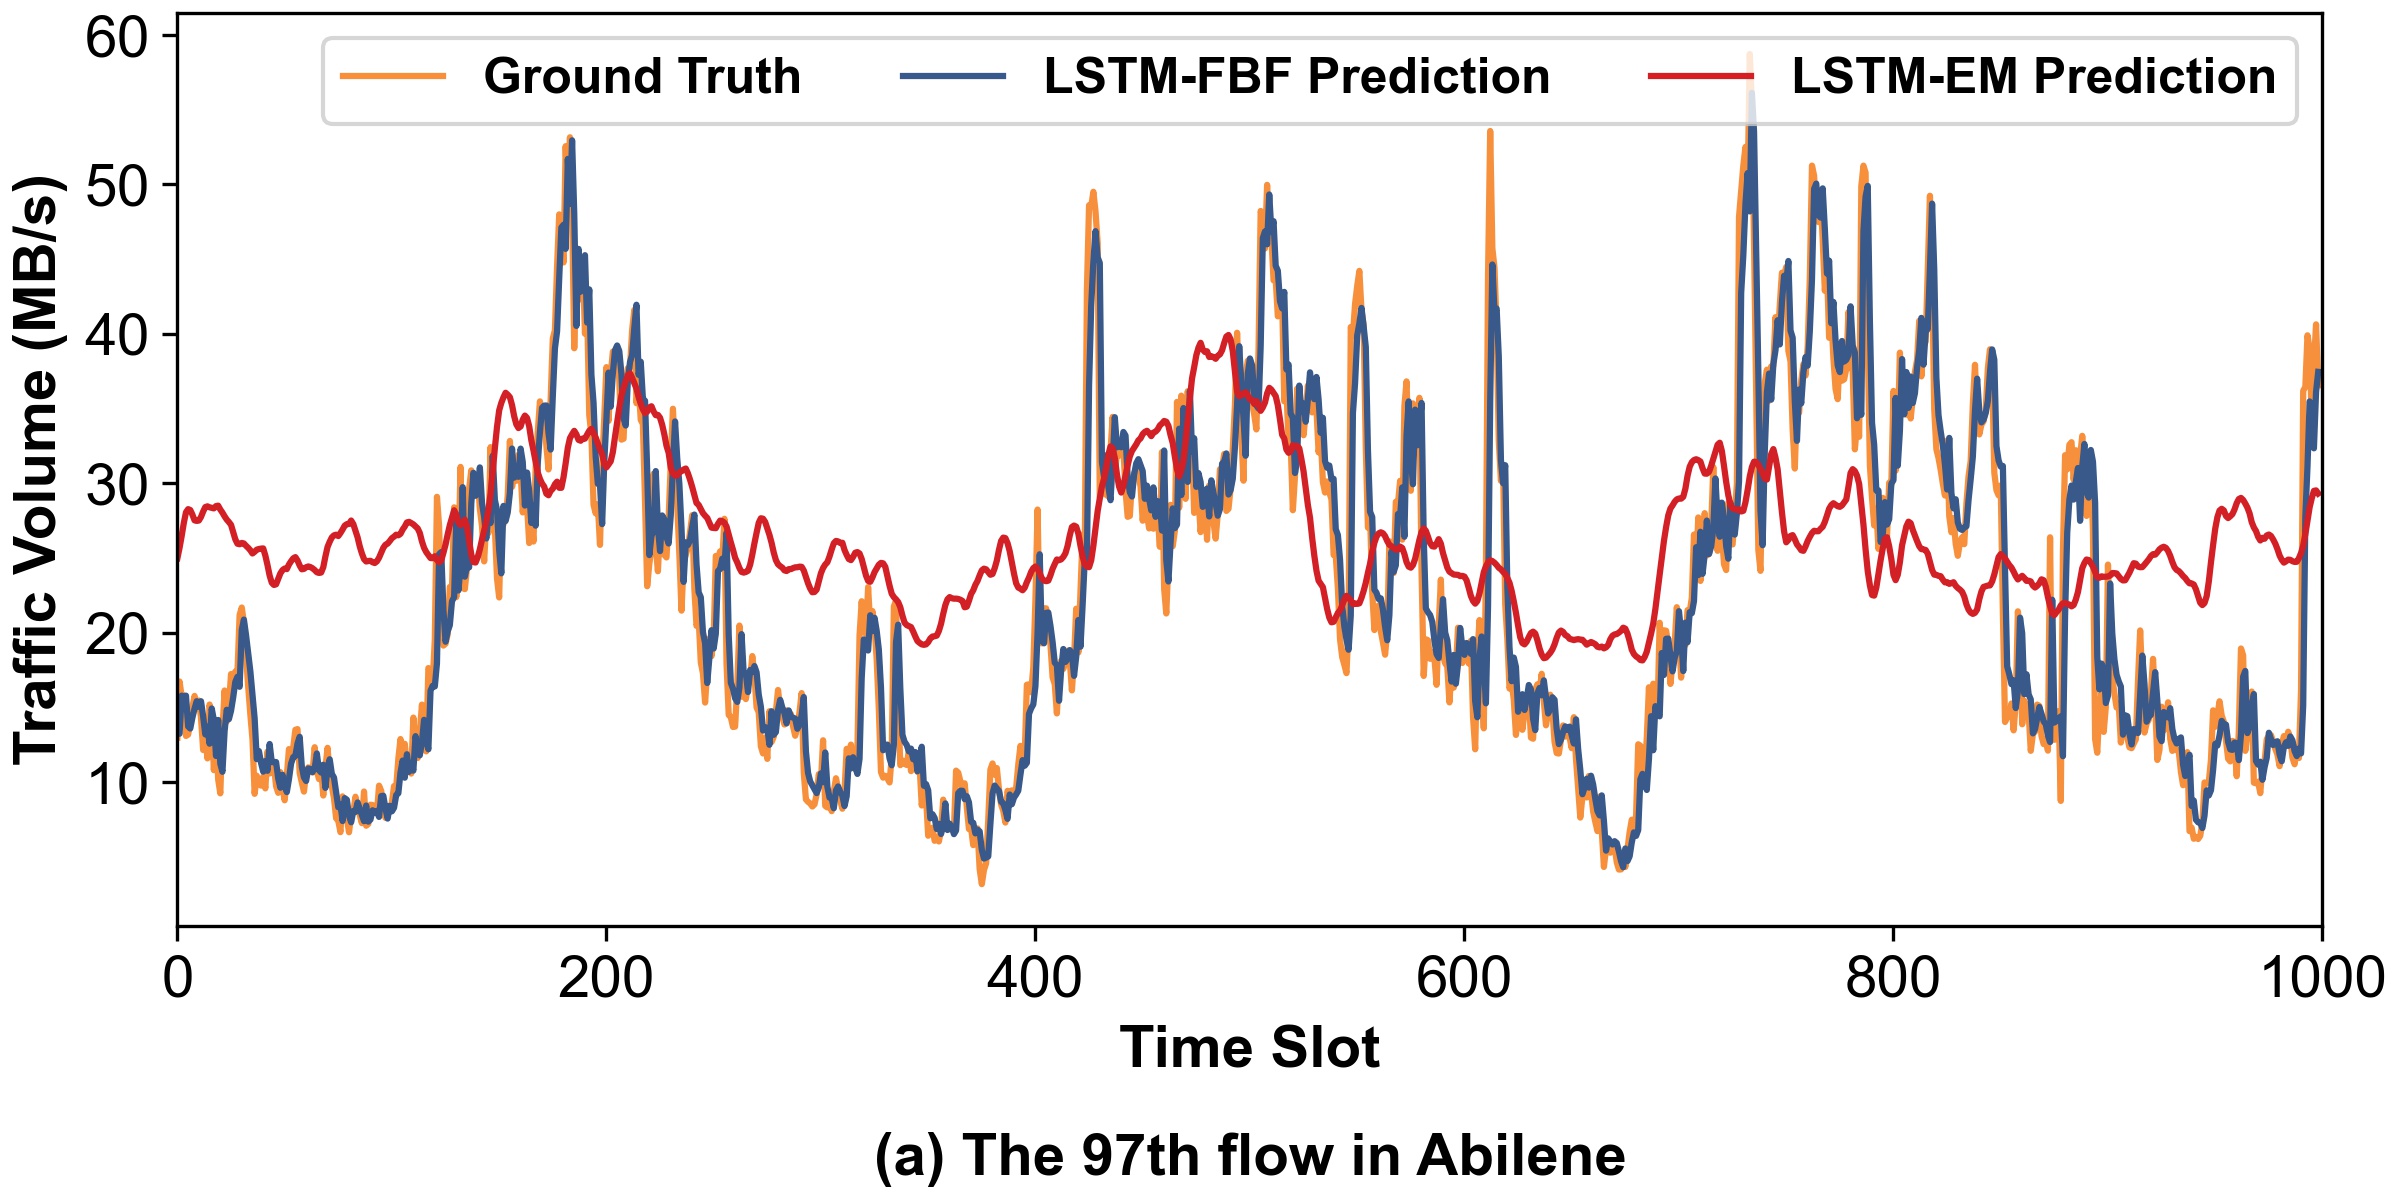 60
50
40
30
20
10
Traffic Volume (MB/s)
Ground Truth LSTM-FBF Prediction LSTM-EM Prediction
0 200 400 600 800 1000
Time Slot
(a) The 97th flow in Abilene